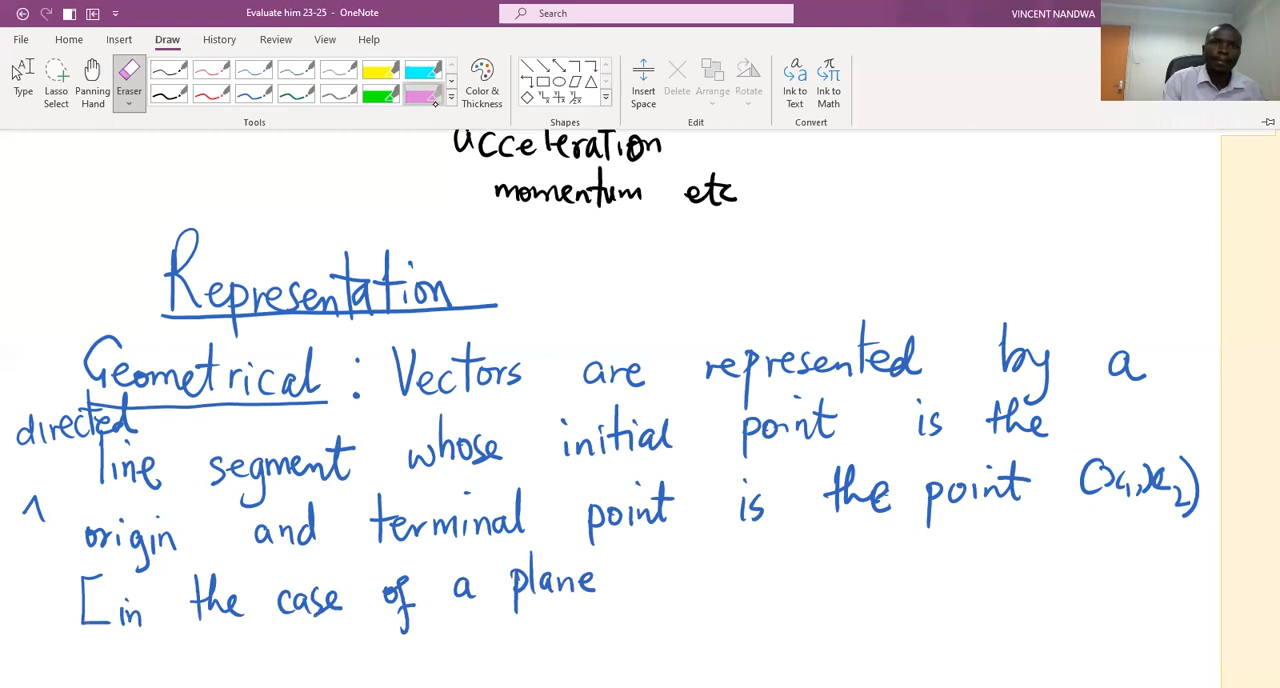 Evaluate him 23-25 - OneNote
Search
VINCENT NANDWA
File Home Insert Draw History Review View Help
Type
Lasso Select
Panning Hand
Eraser
Color & Thickness
Insert Space
Delete
Arrange
Rotate
Ink to Text
Ink to Math
Tools Shapes Edit Convert
acceleration
momentum etc
Representation
Geometrical : Vectors are represented by a
directed
line segment whose initial point is the
^ origin and terminal point is the point (x1, x2)
[in the case of a plane